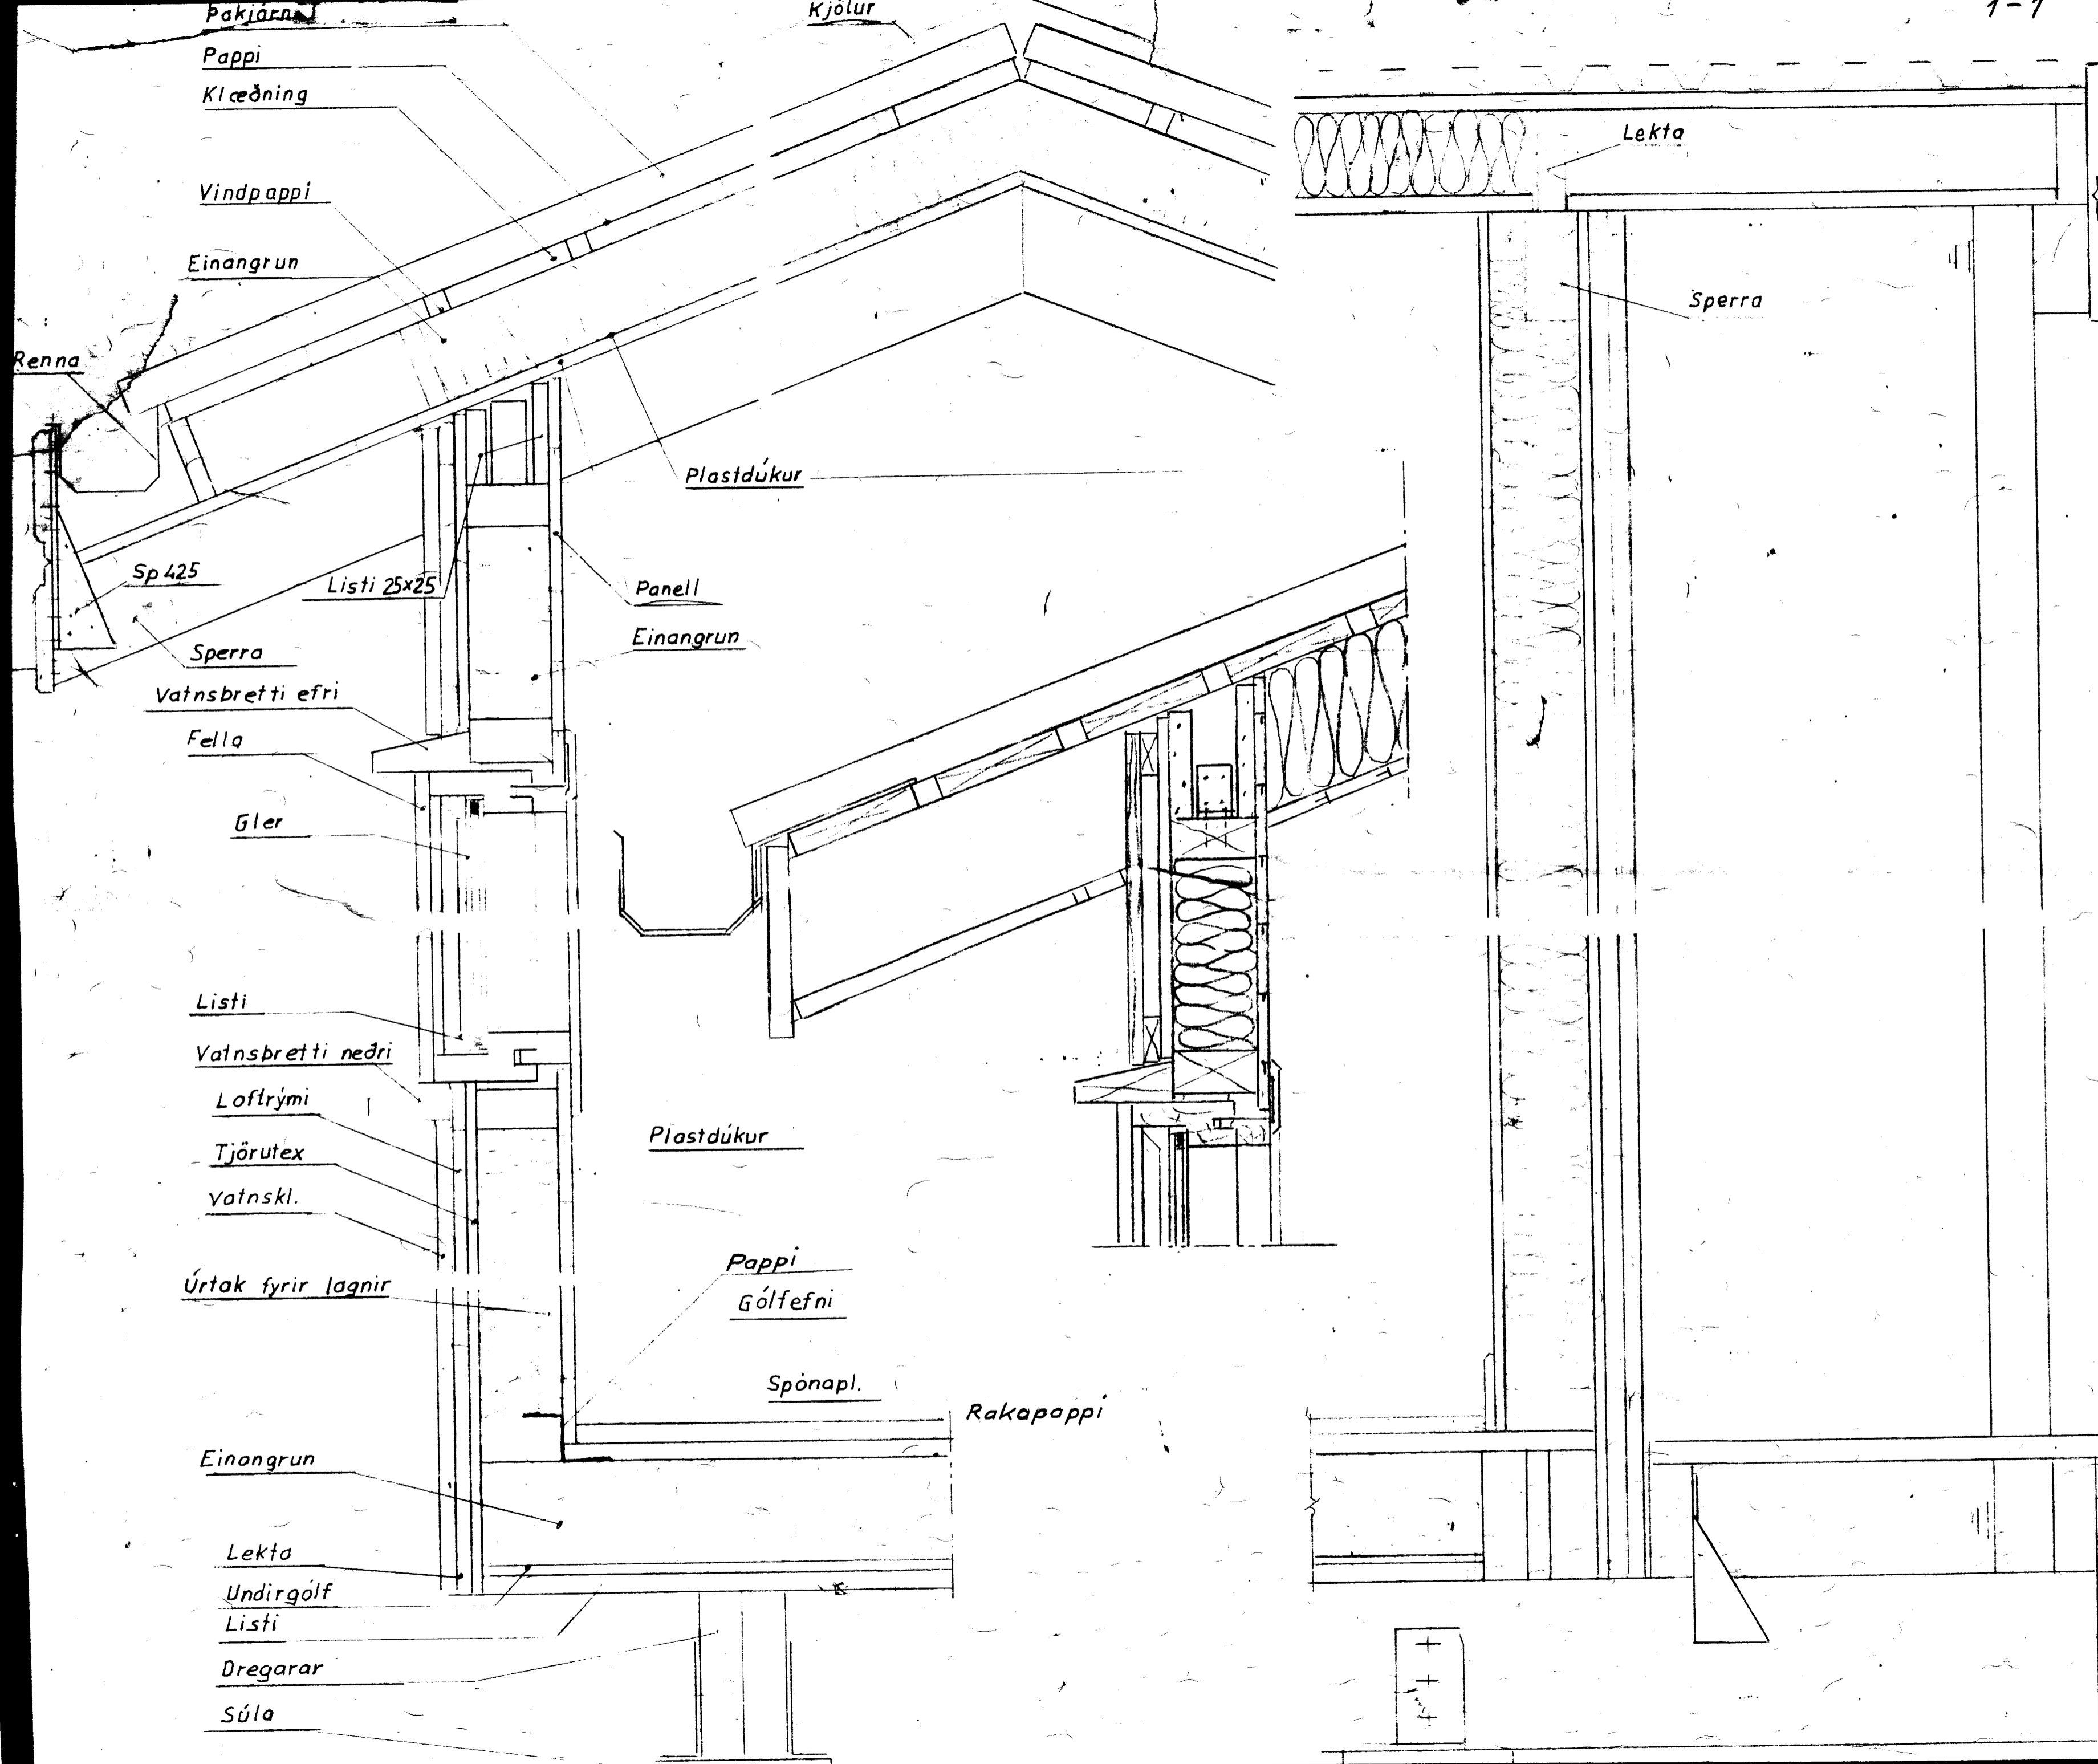 Þakjárn
Kjölur
1-1
Pappi
Klæðning
Lekta
Vindpappi
Einangrun
Sperra
Renna
Plastdúkur
Sp 425
Listi 25x25
Panell
Einangrun
Sperra
Vatnsbretti efri
Fella
Gler
Listi
Vatnsbretti neðri
Loftrými
Tjörutex
Vatnskl.
Plastdúkur
Úrtak fyrir lagnir
Pappi
Gólfefni
Spónapl.
Rakapappi
Einangrun
Lekta
Undirgólf
Listi
Dregarar
Súla